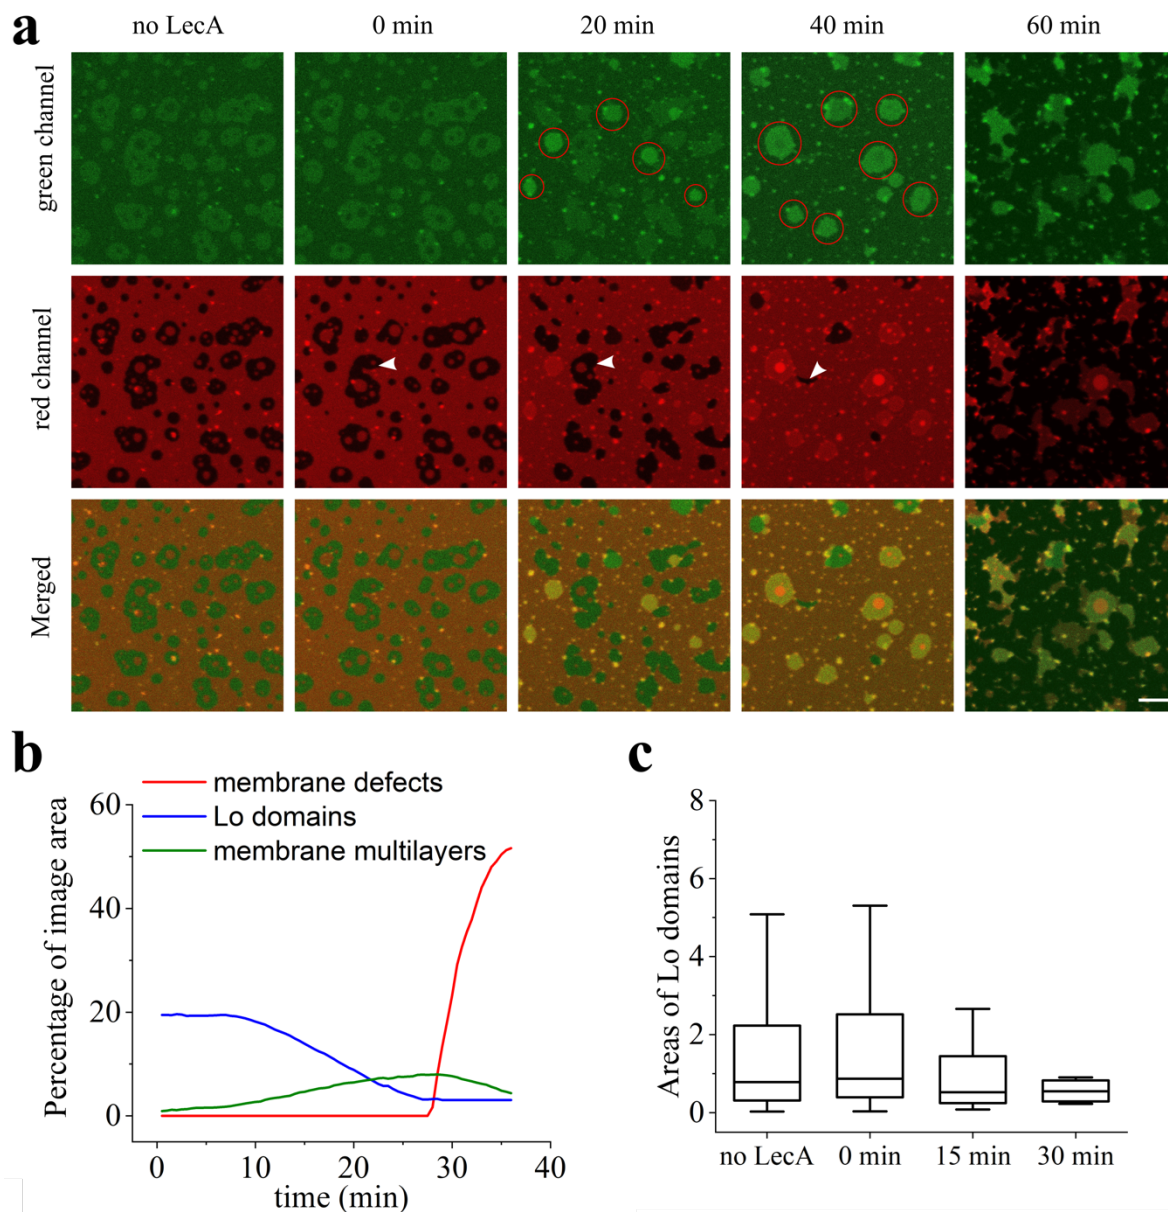 a
no LecA 0 min 20 min 40 min 60 min
green channel
red channel
Merged
b
membrane defects
Lo domains
membrane multilayers
Percentage of image area
60
40
20
0
0 10 20 30 40
time (min)
c
Areas of Lo domains
8
6
4
2
0
no LecA 0 min 15 min 30 min